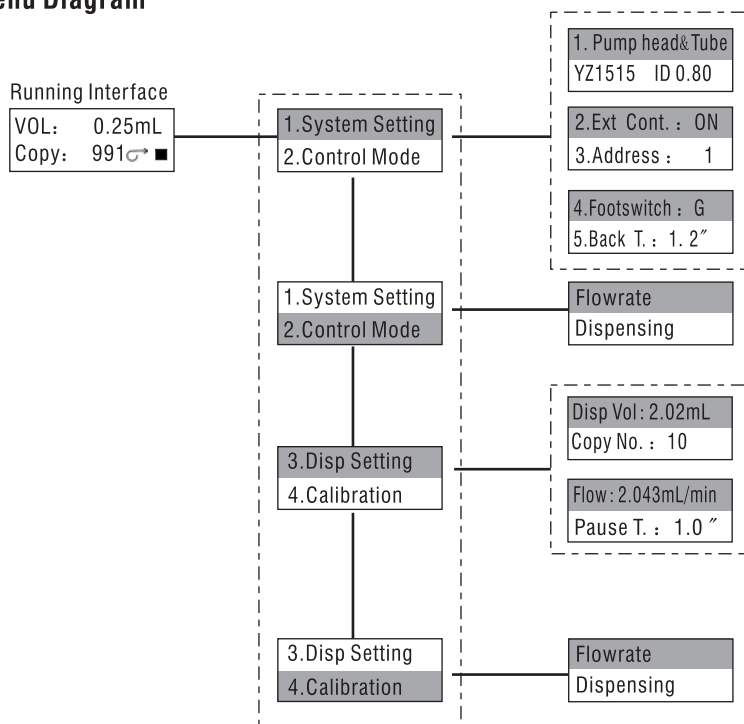 Menu Diagram
Running Interface
VOL: 0.25mL
Copy: 991
1.System Setting
2.Control Mode
1. Pump head&Tube
YZ1515 ID 0.80
2.Ext Cont. : ON
3.Address : 1
4.Footswitch : G
5.Back T. : 1. 2″
1.System Setting
2.Control Mode
Flowrate
Dispensing
3.Disp Setting
4.Calibration
Disp Vol: 2.02mL
Copy No. : 10
Flow: 2.043mL/min
Pause T. : 1.0 ″
3.Disp Setting
4.Calibration
Flowrate
Dispensing